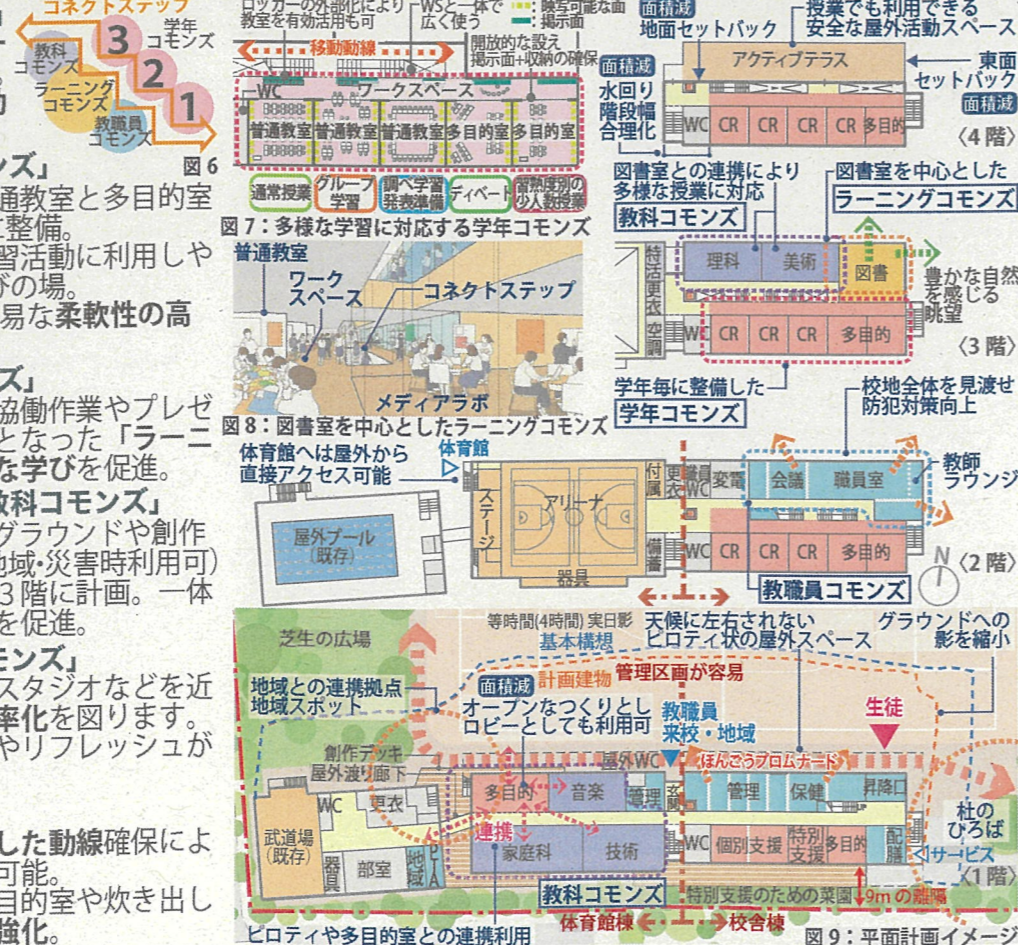 コネクトステップ
3
2
1
学年
コモンズ
教科
コモンズ
ラーニング
コモンズ
教職員
コモンズ
図6
ンズ」
通教室と多目的室
整備。
習活動に利用しや
びの場。
易な柔軟性の高
ズ」
協働作業やプレゼ
となった「ラーニ
な学びを促進。
教科コモンズ」
グラウンドや創作
地域・災害時利用可)
3階に計画。一体
を促進。
モンズ」
スタジオなどを近
率化を図ります。
やリフレッシュが
した動線確保によ
可能。
目的室や炊き出し
強化。
ロッカーの外部化により
教室を有効活用も可
WSと一体で
広く使う
:映写可能な面
:掲示面
移動動線
開放的な設え
掲示面+収納の確保
WC
ワークスペース
普通教室
普通教室
普通教室
多目的室
多目的室
通常授業
グループ
学習
調べ学習
発表準備
ディベート
習熟度別の
少人数授業
図7:多様な学習に対応する学年コモンズ
普通教室
ワーク
スペース
コネクトステップ
メディアラボ
図8:図書室を中心としたラーニングコモンズ
面積減
地面セットバック
授業でも利用できる
安全な屋外活動スペース
アクティブテラス
東面
セットバック
面積減
面積減
水回り
階段幅
合理化
WC
CR
CR
CR
CR
多目的
〈4階〉
図書室との連携により
多様な授業に対応
教科コモンズ
図書室を中心とした
ラーニングコモンズ
特活
更衣
空調
理科
美術
図書
豊かな自然
を感じる
眺望
WC
CR
CR
CR
多目的
〈3階〉
学年毎に整備した
学年コモンズ
校地全体を見渡せ
防犯対策向上
体育館へは屋外から
直接アクセス可能
体育館
屋外プール
(既存)
ステージ
アリーナ
器具
付属
更衣
職員
WC
変電
会議
職員室
教師
ラウンジ
備蓄
WC
CR
CR
CR
多目的
N
〈2階〉
教職員コモンズ
芝生の広場
等時間(4時間) 実日影
基本構想
天候に左右されない
ピロティ状の屋外スペース
グラウンドへの
影を縮小
計画建物
管理区画が容易
地域との連携拠点
地域スポット
面積減
オープンなつくりとし
ロビーとしても利用可
教職員
来校・地域
生徒
創作デッキ
屋外渡り廊下
屋外WC
ほんごうプロムナード
WC
更衣
多目的
音楽
管理
玄関
管理
保健
昇降口
杜の
ひろば
武道場
(既存)
連携
器具
部室
地域
PTA
家庭科
技術
WC
個別支援
特別
支援
多目的
配膳
サービス
〈1階〉
教科コモンズ
特別支援のための菜園
9mの離隔
ピロティや多目的室との連携利用
体育館棟
校舎棟
図9:平面計画イメージ